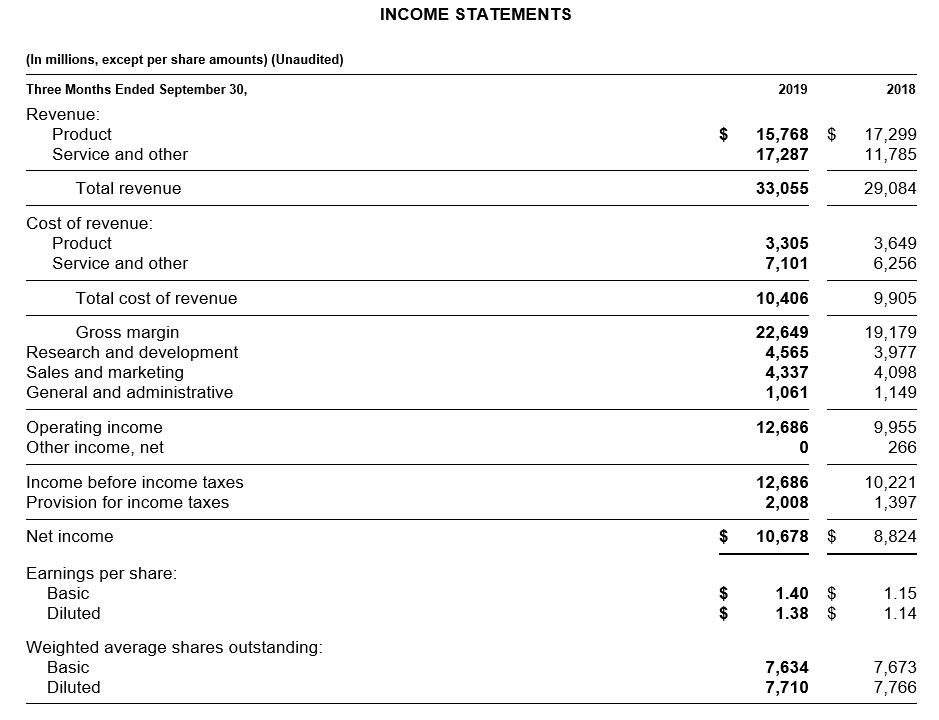 INCOME STATEMENTS
(In millions, except per share amounts) (Unaudited)
Three Months Ended September 30, 2019 2018
Revenue:
Product $ 15,768 $ 17,299
Service and other 17,287 11,785
Total revenue 33,055 29,084
Cost of revenue:
Product 3,305 3,649
Service and other 7,101 6,256
Total cost of revenue 10,406 9,905
Gross margin 22,649 19,179
Research and development 4,565 3,977
Sales and marketing 4,337 4,098
General and administrative 1,061 1,149
Operating income 12,686 9,955
Other income, net 0 266
Income before income taxes 12,686 10,221
Provision for income taxes 2,008 1,397
Net income $ 10,678 $ 8,824
Earnings per share:
Basic $ 1.40 $ 1.15
Diluted $ 1.38 $ 1.14
Weighted average shares outstanding:
Basic 7,634 7,673
Diluted 7,710 7,766